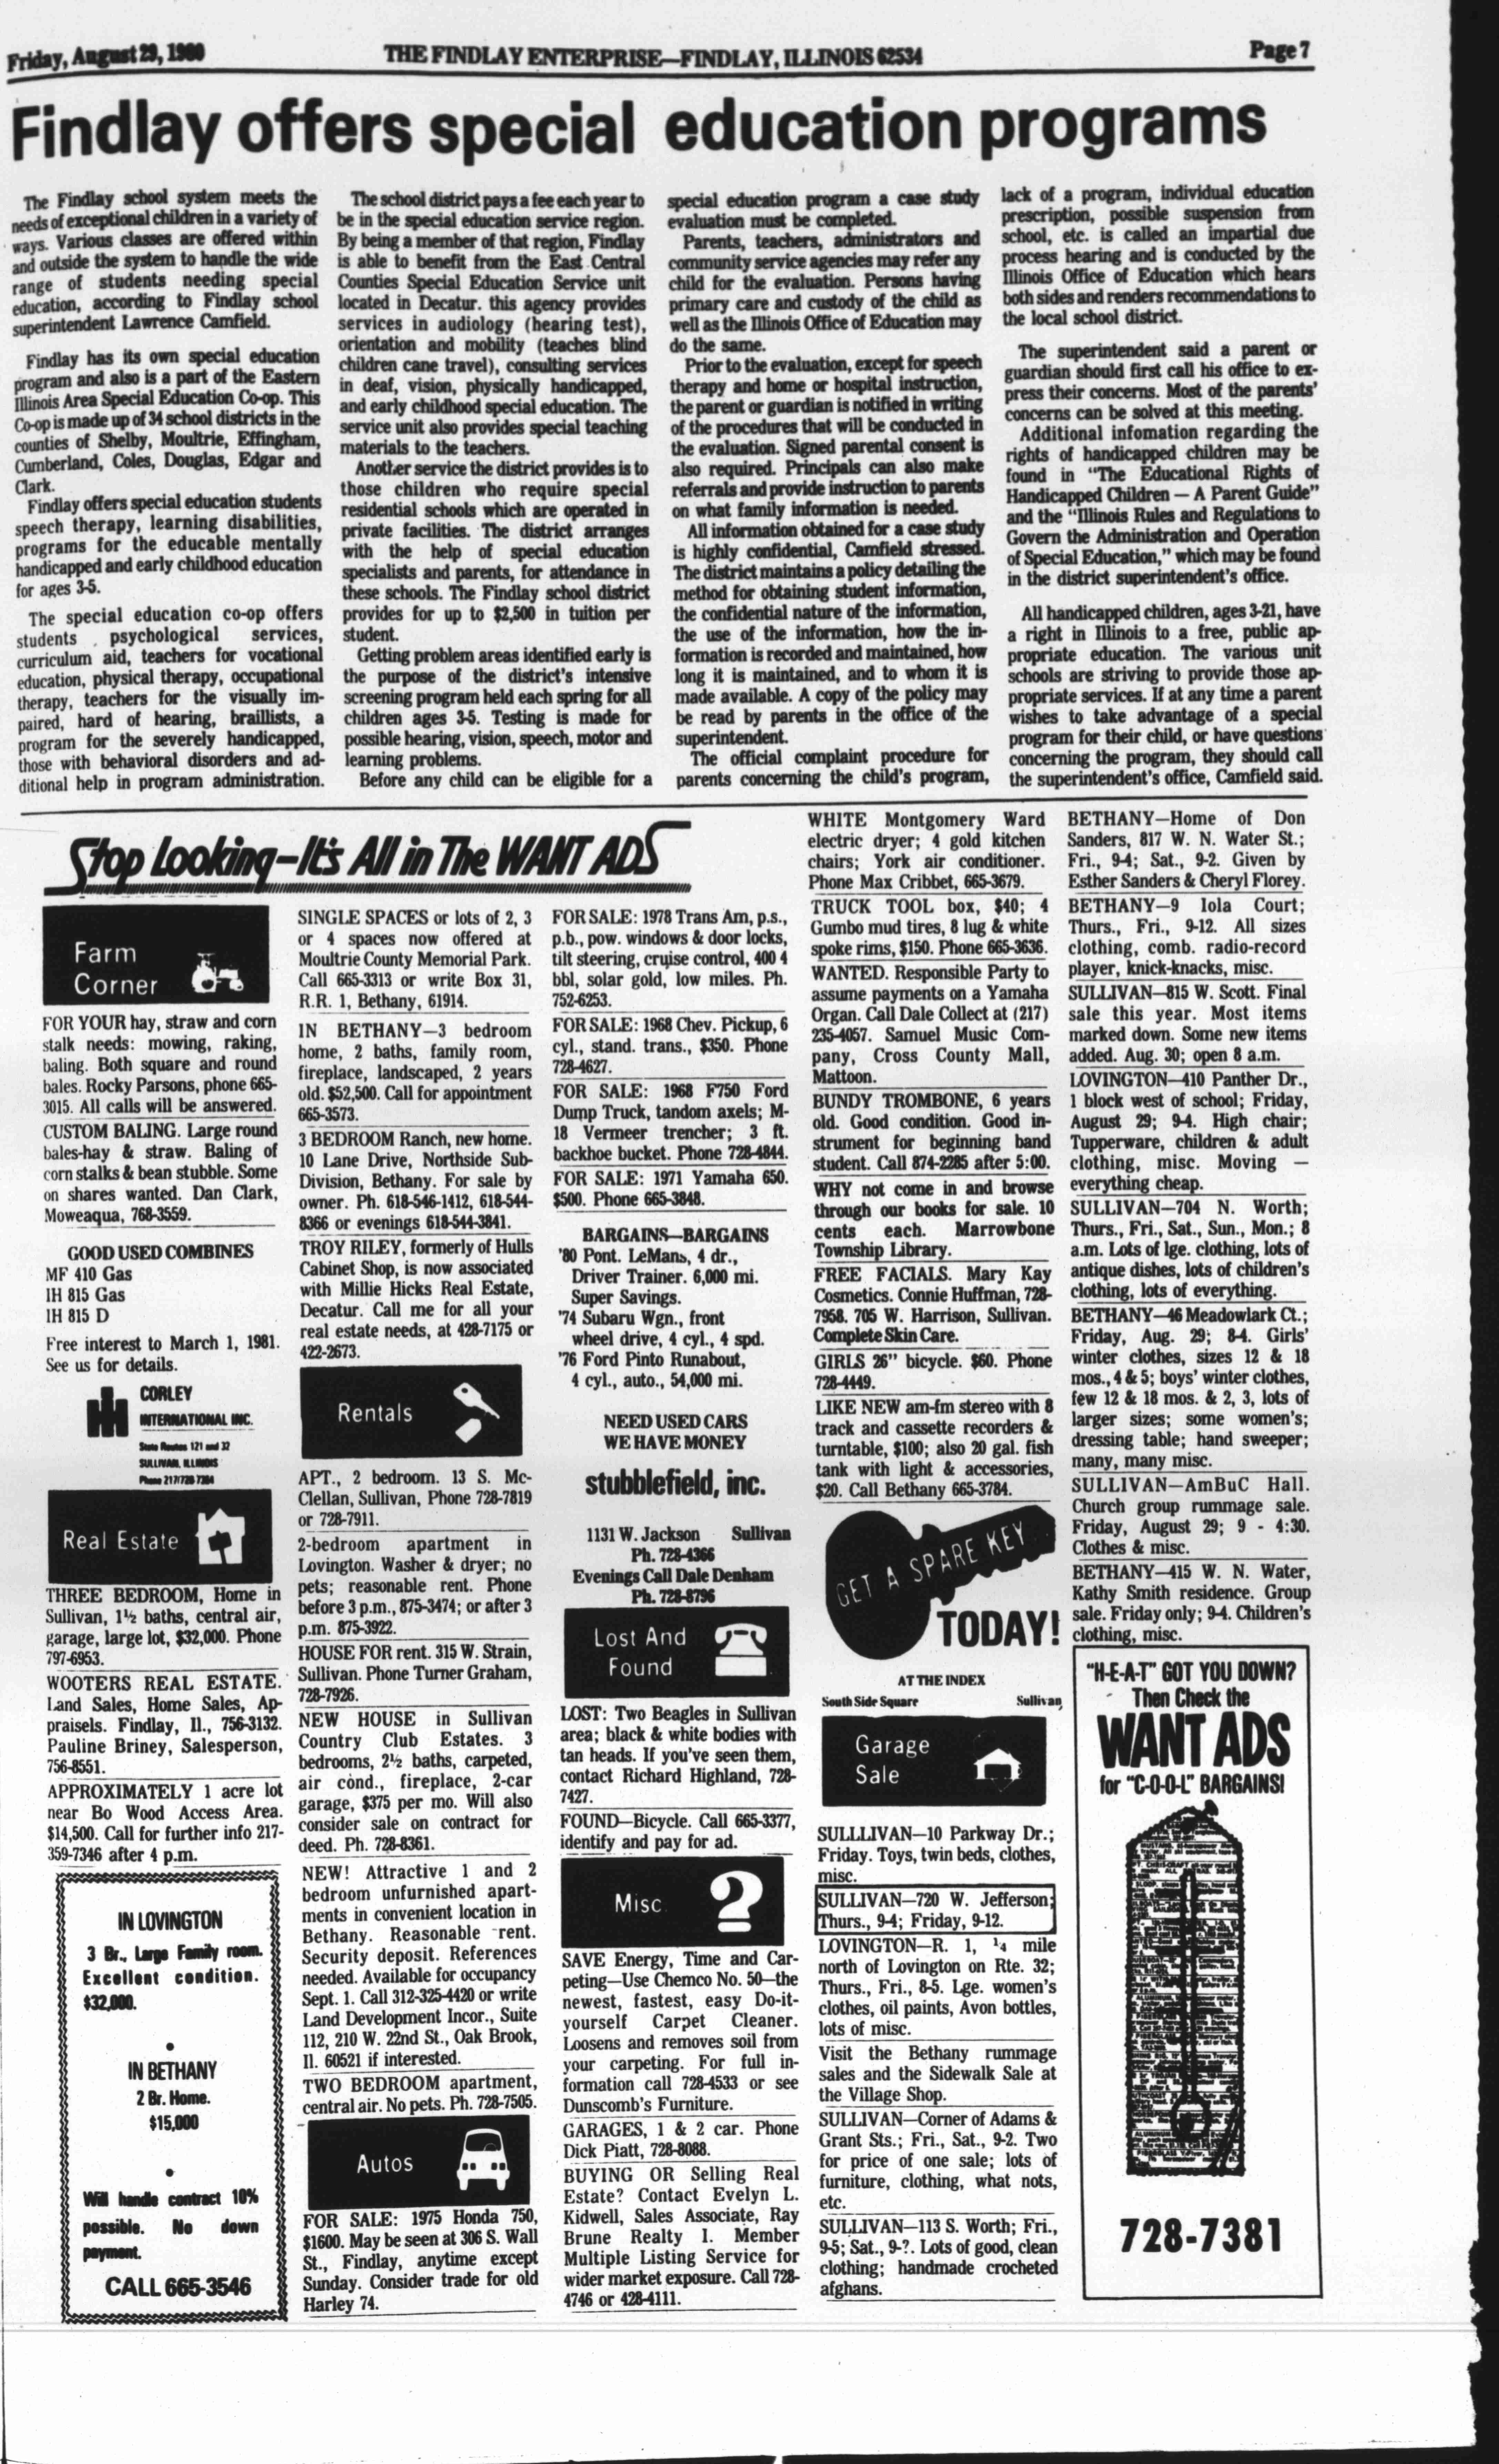 Friday, August 29, 1980
THE FINDLAY ENTERPRISE—FINDLAY, ILLINOIS 62534
Page 7
Findlay offers special education programs
The Findlay school system meets the
needs of exceptional children in a variety of
ways. Various classes are offered within
and outside the system to handle the wide
range of students needing special
education, according to Findlay school
superintendent Lawrence Camfield.
Findlay has its own special education
program and also is a part of the Eastern
Illinois Area Special Education Co-op. This
Co-op is made up of 34 school districts in the
counties of Shelby, Moultrie, Effingham,
Cumberland, Coles, Douglas, Edgar and
Clark.
Findlay offers special education students
speech therapy, learning disabilities,
programs for the educable mentally
handicapped and early childhood education
for ages 3-5.
The special education co-op offers
students psychological services,
curriculum aid, teachers for vocational
education, physical therapy, occupational
therapy, teachers for the visually im-
paired, hard of hearing, braillists, a
program for the severely handicapped,
those with behavioral disorders and ad-
ditional help in program administration.
The school district pays a fee each year to
be in the special education service region.
By being a member of that region, Findlay
is able to benefit from the East Central
Counties Special Education Service unit
located in Decatur. this agency provides
services in audiology (hearing test),
orientation and mobility (teaches blind
children cane travel), consulting services
in deaf, vision, physically handicapped,
and early childhood special education. The
service unit also provides special teaching
materials to the teachers.
Another service the district provides is to
those children who require special
residential schools which are operated in
private facilities. The district arranges
with the help of special education
specialists and parents, for attendance in
these schools. The Findlay school district
provides for up to $2,500 in tuition per
student.
Getting problem areas identified early is
the purpose of the district's intensive
screening program held each spring for all
children ages 3-5. Testing is made for
possible hearing, vision, speech, motor and
learning problems.
Before any child can be eligible for a
special education program a case study
evaluation must be completed.
Parents, teachers, administrators and
community service agencies may refer any
child for the evaluation. Persons having
primary care and custody of the child as
well as the Illinois Office of Education may
do the same.
Prior to the evaluation, except for speech
therapy and home or hospital instruction,
the parent or guardian is notified in writing
of the procedures that will be conducted in
the evaluation. Signed parental consent is
also required. Principals can also make
referrals and provide instruction to parents
on what family information is needed.
All information obtained for a case study
is highly confidential, Camfield stressed.
The district maintains a policy detailing the
method for obtaining student information,
the confidential nature of the information,
the use of the information, how the in-
formation is recorded and maintained, how
long it is maintained, and to whom it is
made available. A copy of the policy may
be read by parents in the office of the
superintendent.
The official complaint procedure for
parents concerning the child's program,
lack of a program, individual education
prescription, possible suspension from
school, etc. is called an impartial due
process hearing and is conducted by the
Illinois Office of Education which hears
both sides and renders recommendations to
the local school district.
The superintendent said a parent or
guardian should first call his office to ex-
press their concerns. Most of the parents'
concerns can be solved at this meeting.
Additional infomation regarding the
rights of handicapped children may be
found in "The Educational Rights of
Handicapped Children — A Parent Guide"
and the "Illinois Rules and Regulations to
Govern the Administration and Operation
of Special Education," which may be found
in the district superintendent's office.
All handicapped children, ages 3-21, have
a right in Illinois to a free, public ap-
propriate education. The various unit
schools are striving to provide those ap-
propriate services. If at any time a parent
wishes to take advantage of a special
program for their child, or have questions
concerning the program, they should call
the superintendent's office, Camfield said.
Stop Looking-It's All in The WANT ADS
Farm
Corner
FOR YOUR hay, straw and corn
stalk needs: mowing, raking,
baling. Both square and round
bales. Rocky Parsons, phone 665-
3015. All calls will be answered.
CUSTOM BALING. Large round
bales-hay & straw. Baling of
corn stalks & bean stubble. Some
on shares wanted. Dan Clark,
Moweaqua, 768-3559.
GOOD USED COMBINES
MF 410 Gas
IH 815 Gas
IH 815 D
Free interest to March 1, 1981.
See us for details.
CORLEY
INTERNATIONAL INC.
State Routes 121 and 32
SULLIVAN, ILLINOIS
Phone 217/728-7384
Real Estate
THREE BEDROOM, Home in
Sullivan, 1½ baths, central air,
garage, large lot, $32,000. Phone
797-6953.
WOOTERS REAL ESTATE.
Land Sales, Home Sales, Ap-
praisels. Findlay, Il., 756-3132.
Pauline Briney, Salesperson,
756-8551.
APPROXIMATELY 1 acre lot
near Bo Wood Access Area.
$14,500. Call for further info 217-
359-7346 after 4 p.m.
IN LOVINGTON
3 Br., Large Family room.
Excellent condition.
$32,000.
IN BETHANY
2 Br. Home.
$15,000
Will handle contract 10%
possible. No down
payment.
CALL 665-3546
SINGLE SPACES or lots of 2, 3
or 4 spaces now offered at
Moultrie County Memorial Park.
Call 665-3313 or write Box 31,
R.R. 1, Bethany, 61914.
IN BETHANY—3 bedroom
home, 2 baths, family room,
fireplace, landscaped, 2 years
old. $52,500. Call for appointment
665-3573.
3 BEDROOM Ranch, new home.
10 Lane Drive, Northside Sub-
Division, Bethany. For sale by
owner. Ph. 618-546-1412, 618-544-
8366 or evenings 618-544-3841.
TROY RILEY, formerly of Hulls
Cabinet Shop, is now associated
with Millie Hicks Real Estate,
Decatur. Call me for all your
real estate needs, at 428-7175 or
422-2673.
Rentals
APT., 2 bedroom. 13 S. Mc-
Clellan, Sullivan, Phone 728-7819
or 728-7911.
2-bedroom apartment in
Lovington. Washer & dryer; no
pets; reasonable rent. Phone
before 3 p.m., 875-3474; or after 3
p.m. 875-3922.
HOUSE FOR rent. 315 W. Strain,
Sullivan. Phone Turner Graham,
728-7926.
NEW HOUSE in Sullivan
Country Club Estates. 3
bedrooms, 2½ baths, carpeted,
air cond., fireplace, 2-car
garage, $375 per mo. Will also
consider sale on contract for
deed. Ph. 728-8361.
NEW! Attractive 1 and 2
bedroom unfurnished apart-
ments in convenient location in
Bethany. Reasonable rent.
Security deposit. References
needed. Available for occupancy
Sept. 1. Call 312-325-4420 or write
Land Development Incor., Suite
112, 210 W. 22nd St., Oak Brook,
Il. 60521 if interested.
TWO BEDROOM apartment,
central air. No pets. Ph. 728-7505.
Autos
FOR SALE: 1975 Honda 750,
$1600. May be seen at 306 S. Wall
St., Findlay, anytime except
Sunday. Consider trade for old
Harley 74.
FOR SALE: 1978 Trans Am, p.s.,
p.b., pow. windows & door locks,
tilt steering, cruise control, 400 4
bbl, solar gold, low miles. Ph.
752-6253.
FOR SALE: 1968 Chev. Pickup, 6
cyl., stand. trans., $350. Phone
728-4627.
FOR SALE: 1968 F750 Ford
Dump Truck, tandom axels; M-
18 Vermeer trencher; 3 ft.
backhoe bucket. Phone 728-4844.
FOR SALE: 1971 Yamaha 650.
$500. Phone 665-3848.
BARGAINS—BARGAINS
'80 Pont. LeMans, 4 dr.,
Driver Trainer. 6,000 mi.
Super Savings.
'74 Subaru Wgn., front
wheel drive, 4 cyl., 4 spd.
'76 Ford Pinto Runabout,
4 cyl., auto., 54,000 mi.
NEED USED CARS
WE HAVE MONEY
stubblefield, inc.
1131 W. Jackson Sullivan
Ph. 728-4366
Evenings Call Dale Denham
Ph. 728-8796
Lost And
Found
LOST: Two Beagles in Sullivan
area; black & white bodies with
tan heads. If you've seen them,
contact Richard Highland, 728-
7427.
FOUND—Bicycle. Call 665-3377,
identify and pay for ad.
Misc.
SAVE Energy, Time and Car-
peting—Use Chemco No. 50—the
newest, fastest, easy Do-it-
yourself Carpet Cleaner.
Loosens and removes soil from
your carpeting. For full in-
formation call 728-4533 or see
Dunscomb's Furniture.
GARAGES, 1 & 2 car. Phone
Dick Piatt, 728-8088.
BUYING OR Selling Real
Estate? Contact Evelyn L.
Kidwell, Sales Associate, Ray
Brune Realty I. Member
Multiple Listing Service for
wider market exposure. Call 728-
4746 or 428-4111.
WHITE Montgomery Ward
electric dryer; 4 gold kitchen
chairs; York air conditioner.
Phone Max Cribbet, 665-3679.
TRUCK TOOL box, $40; 4
Gumbo mud tires, 8 lug & white
spoke rims, $150. Phone 665-3636.
WANTED. Responsible Party to
assume payments on a Yamaha
Organ. Call Dale Collect at (217)
235-4057. Samuel Music Com-
pany, Cross County Mall,
Mattoon.
BUNDY TROMBONE, 6 years
old. Good condition. Good in-
strument for beginning band
student. Call 874-2285 after 5:00.
WHY not come in and browse
through our books for sale. 10
cents each. Marrowbone
Township Library.
FREE FACIALS. Mary Kay
Cosmetics. Connie Huffman, 728-
7958. 705 W. Harrison, Sullivan.
Complete Skin Care.
GIRLS 26" bicycle. $60. Phone
728-4449.
LIKE NEW am-fm stereo with 8
track and cassette recorders &
turntable, $100; also 20 gal. fish
tank with light & accessories,
$20. Call Bethany 665-3784.
GET A SPARE KEY
TODAY!
AT THE INDEX
South Side Square Sullivan
Garage
Sale
SULLLIVAN—10 Parkway Dr.;
Friday. Toys, twin beds, clothes,
misc.
SULLIVAN—720 W. Jefferson;
Thurs., 9-4; Friday, 9-12.
LOVINGTON—R. 1, ¼ mile
north of Lovington on Rte. 32;
Thurs., Fri., 8-5. Lge. women's
clothes, oil paints, Avon bottles,
lots of misc.
Visit the Bethany rummage
sales and the Sidewalk Sale at
the Village Shop.
SULLIVAN—Corner of Adams &
Grant Sts.; Fri., Sat., 9-2. Two
for price of one sale; lots of
furniture, clothing, what nots,
etc.
SULLIVAN—113 S. Worth; Fri.,
9-5; Sat., 9-?. Lots of good, clean
clothing; handmade crocheted
afghans.
BETHANY—Home of Don
Sanders, 817 W. N. Water St.;
Fri., 9-4; Sat., 9-2. Given by
Esther Sanders & Cheryl Florey.
BETHANY—9 Iola Court;
Thurs., Fri., 9-12. All sizes
clothing, comb. radio-record
player, knick-knacks, misc.
SULLIVAN—815 W. Scott. Final
sale this year. Most items
marked down. Some new items
added. Aug. 30; open 8 a.m.
LOVINGTON—410 Panther Dr.,
1 block west of school; Friday,
August 29; 9-4. High chair;
Tupperware, children & adult
clothing, misc. Moving —
everything cheap.
SULLIVAN—704 N. Worth;
Thurs., Fri., Sat., Sun., Mon.; 8
a.m. Lots of lge. clothing, lots of
antique dishes, lots of children's
clothing, lots of everything.
BETHANY—46 Meadowlark Ct.;
Friday, Aug. 29; 8-4. Girls'
winter clothes, sizes 12 & 18
mos., 4 & 5; boys' winter clothes,
few 12 & 18 mos. & 2, 3, lots of
larger sizes; some women's;
dressing table; hand sweeper;
many, many misc.
SULLIVAN—AmBuC Hall.
Church group rummage sale.
Friday, August 29; 9 - 4:30.
Clothes & misc.
BETHANY—415 W. N. Water,
Kathy Smith residence. Group
sale. Friday only; 9-4. Children's
clothing, misc.
"H-E-A-T" GOT YOU DOWN?
Then Check the
WANT ADS
for "C-O-O-L" BARGAINS!
728-7381